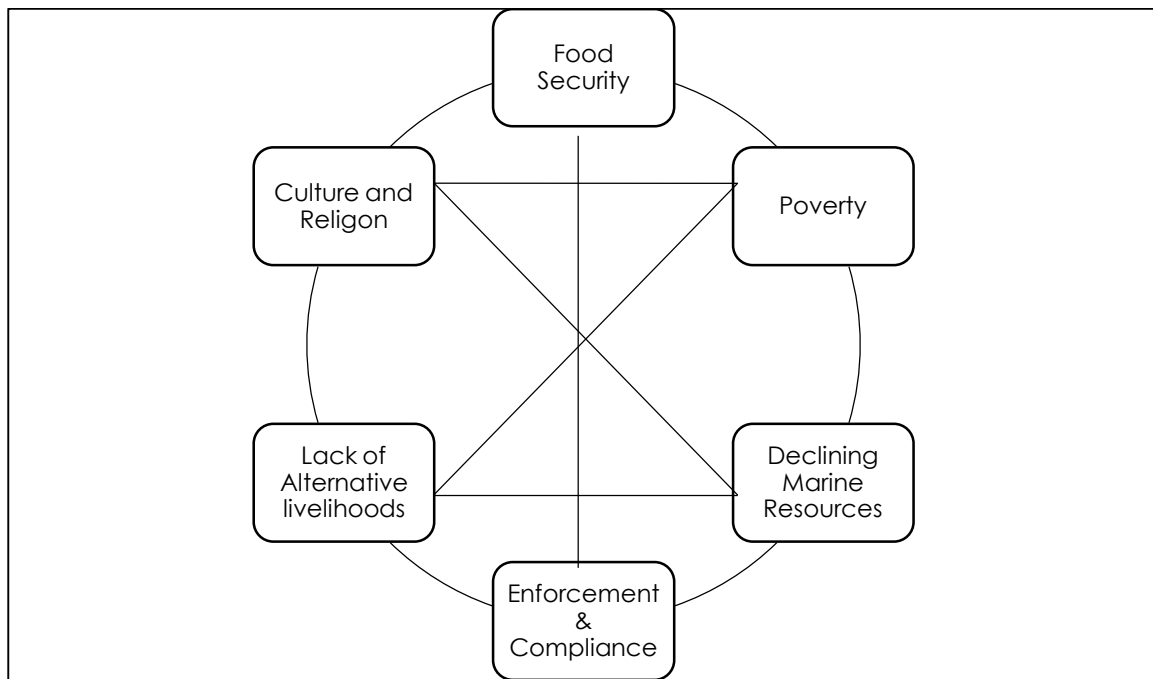 Food
Security
Culture and
Religon
Poverty
Lack of
Alternative
livelihoods
Declining
Marine
Resources
Enforcement
&
Compliance